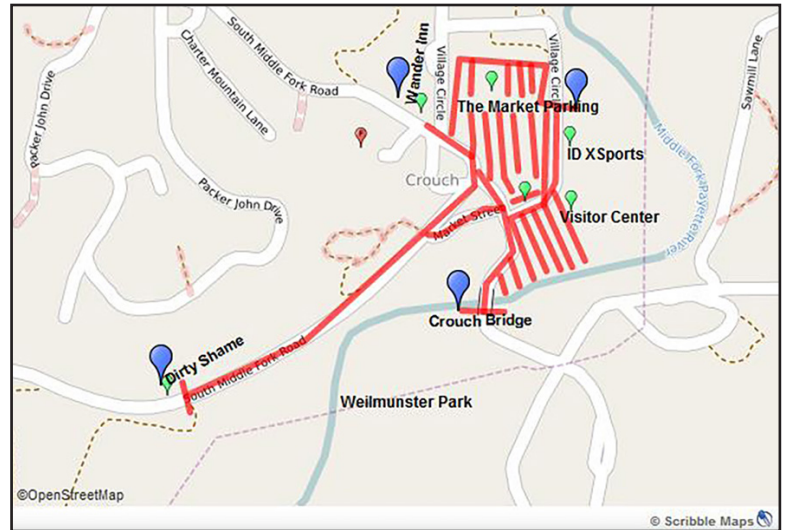 South Middle Fork Road
Charter Mountain Lane
Packer John Drive
Wander Inn
Village Circle
Village Circle
Sawmill Lane
The Market Parking
Middle Fork Payette River
ID XSports
Crouch
Packer John Drive
Visitor Center
Market Street
Crouch Bridge
Dirty Shame
South Middle Fork Road
Weilmunster Park
©OpenStreetMap
© Scribble Maps